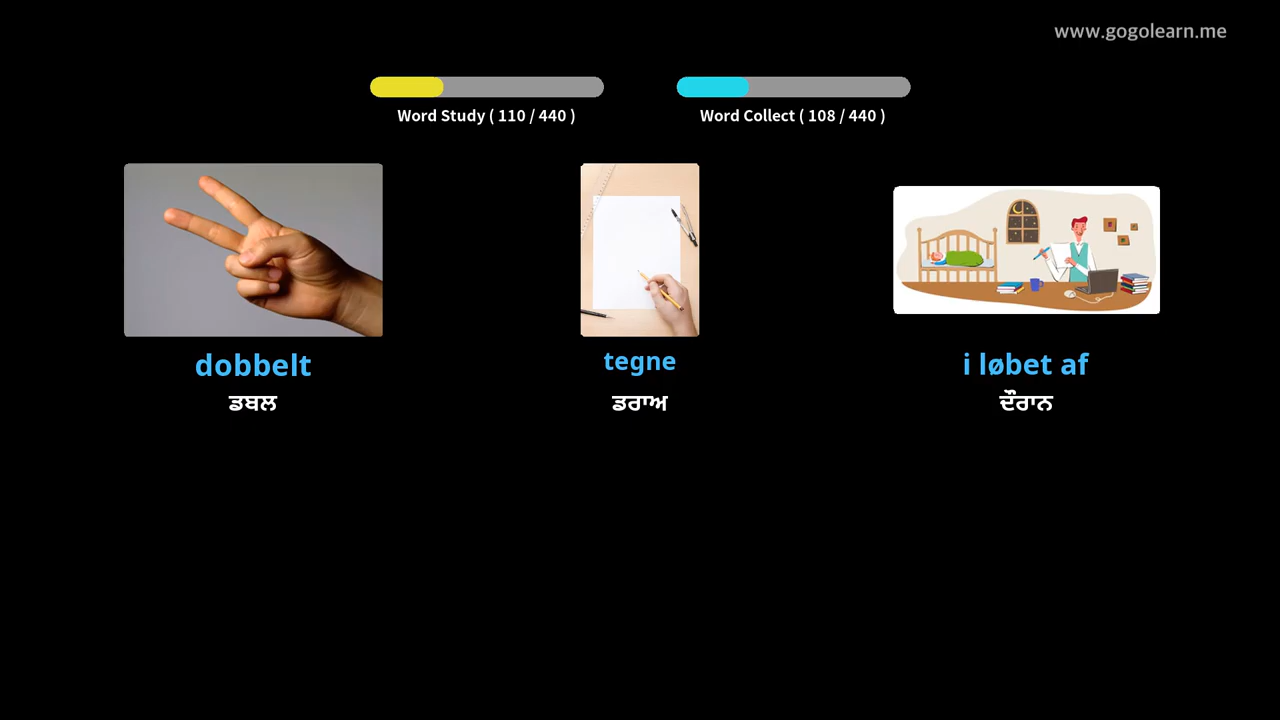 www.gogolearn.me
Word Study ( 110 / 440 )
Word Collect ( 108 / 440 )
dobbelt
tegne
i løbet af
ਡਬਲ
ਡਰਾਅ
ਦੌਰਾਨ